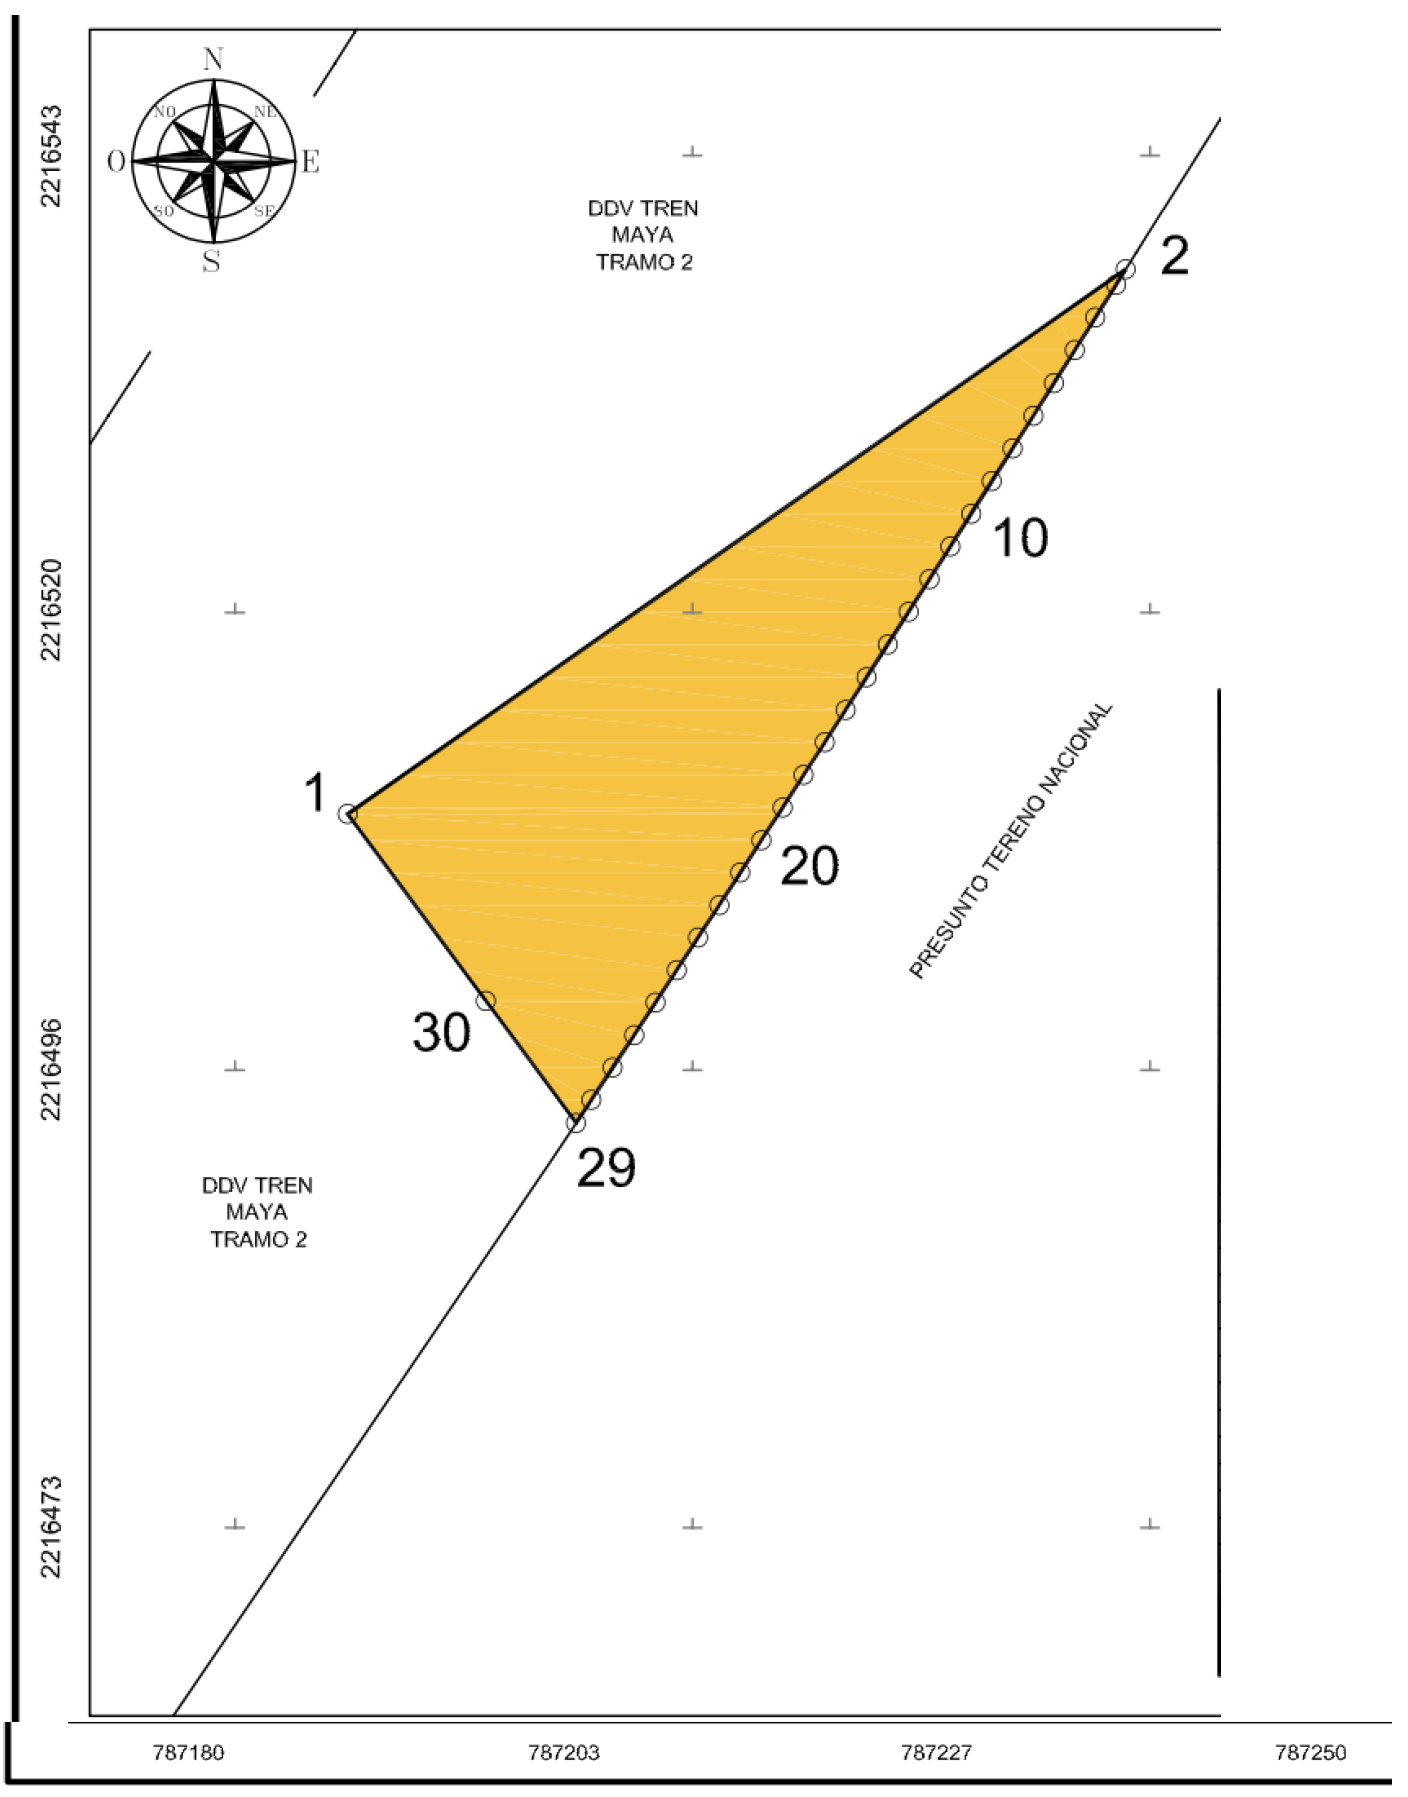 N
NO
NE
O
E
SO
SE
S
2216543
DDV TREN
MAYA
TRAMO 2
2
10
2216520
1
PRESUNTO TERENO NACIONAL
20
30
2216496
29
DDV TREN
MAYA
TRAMO 2
2216473
787180
787203
787227
787250